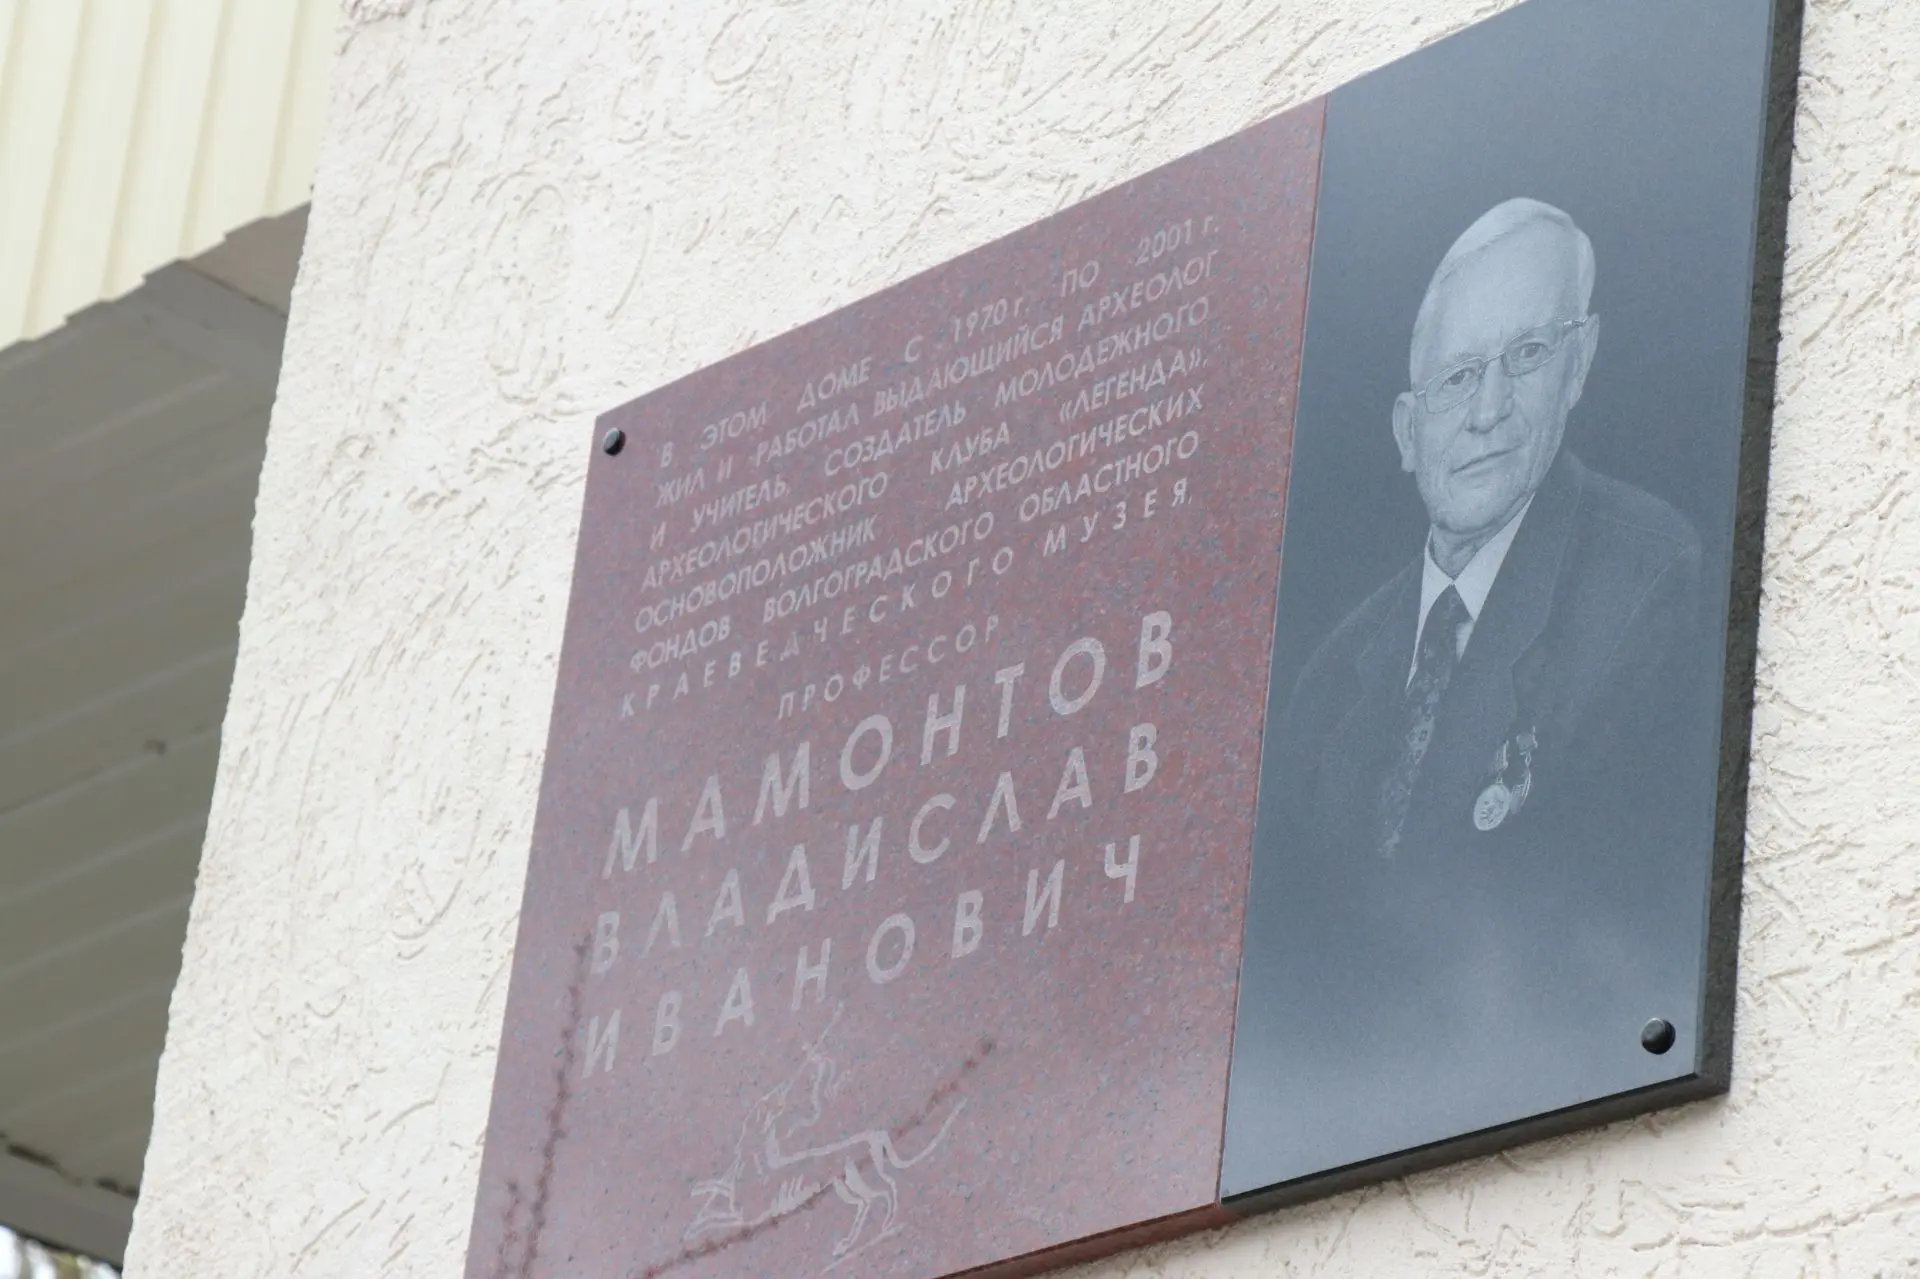 В ЭТОМ ДОМЕ С 1970 г. ПО 2001 г.
ЖИЛ И РАБОТАЛ ВЫДАЮЩИЙСЯ АРХЕОЛОГ
И УЧИТЕЛЬ, СОЗДАТЕЛЬ МОЛОДЕЖНОГО
АРХЕОЛОГИЧЕСКОГО КЛУБА «ЛЕГЕНДА»,
ОСНОВОПОЛОЖНИК АРХЕОЛОГИЧЕСКИХ
ФОНДОВ ВОЛГОГРАДСКОГО ОБЛАСТНОГО
КРАЕВЕДЧЕСКОГО МУЗЕЯ,
ПРОФЕССОР
МАМОНТОВ
ВЛАДИСЛАВ
ИВАНОВИЧ